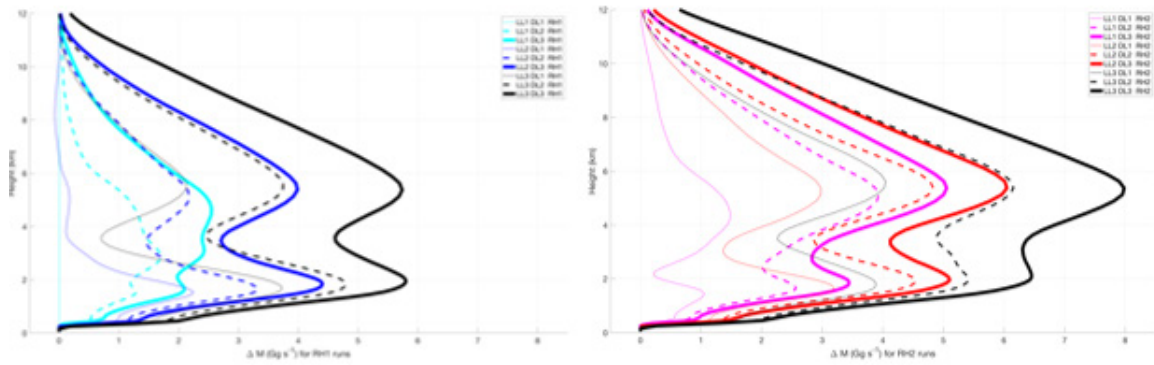 12
10
8
6
4
2
0
Height [km]
0 1 2 3 4 5 6 7 8
Δ M (Gg s⁻¹) for RH1 runs
LL1 DL1 RH1
LL1 DL2 RH1
LL1 DL3 RH1
LL2 DL1 RH1
LL2 DL2 RH1
LL2 DL3 RH1
LL3 DL1 RH1
LL3 DL2 RH1
LL3 DL3 RH1
12
10
8
6
4
2
0
Height [km]
0 1 2 3 4 5 6 7 8
Δ M (Gg s⁻¹) for RH2 runs
LL1 DL1 RH2
LL1 DL2 RH2
LL1 DL3 RH2
LL2 DL1 RH2
LL2 DL2 RH2
LL2 DL3 RH2
LL3 DL1 RH2
LL3 DL2 RH2
LL3 DL3 RH2